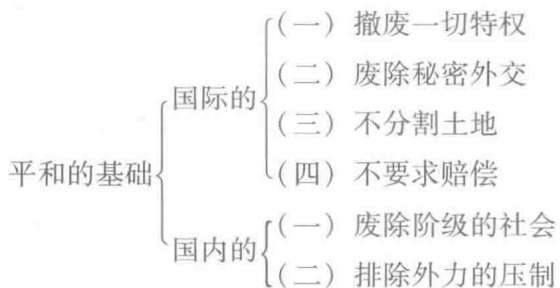 （一）撤废一切特权
（二）废除秘密外交
国际的
（三）不分割土地
平和的基础
（四）不要求赔偿
（一）废除阶级的社会
国内的
（二）排除外力的压制